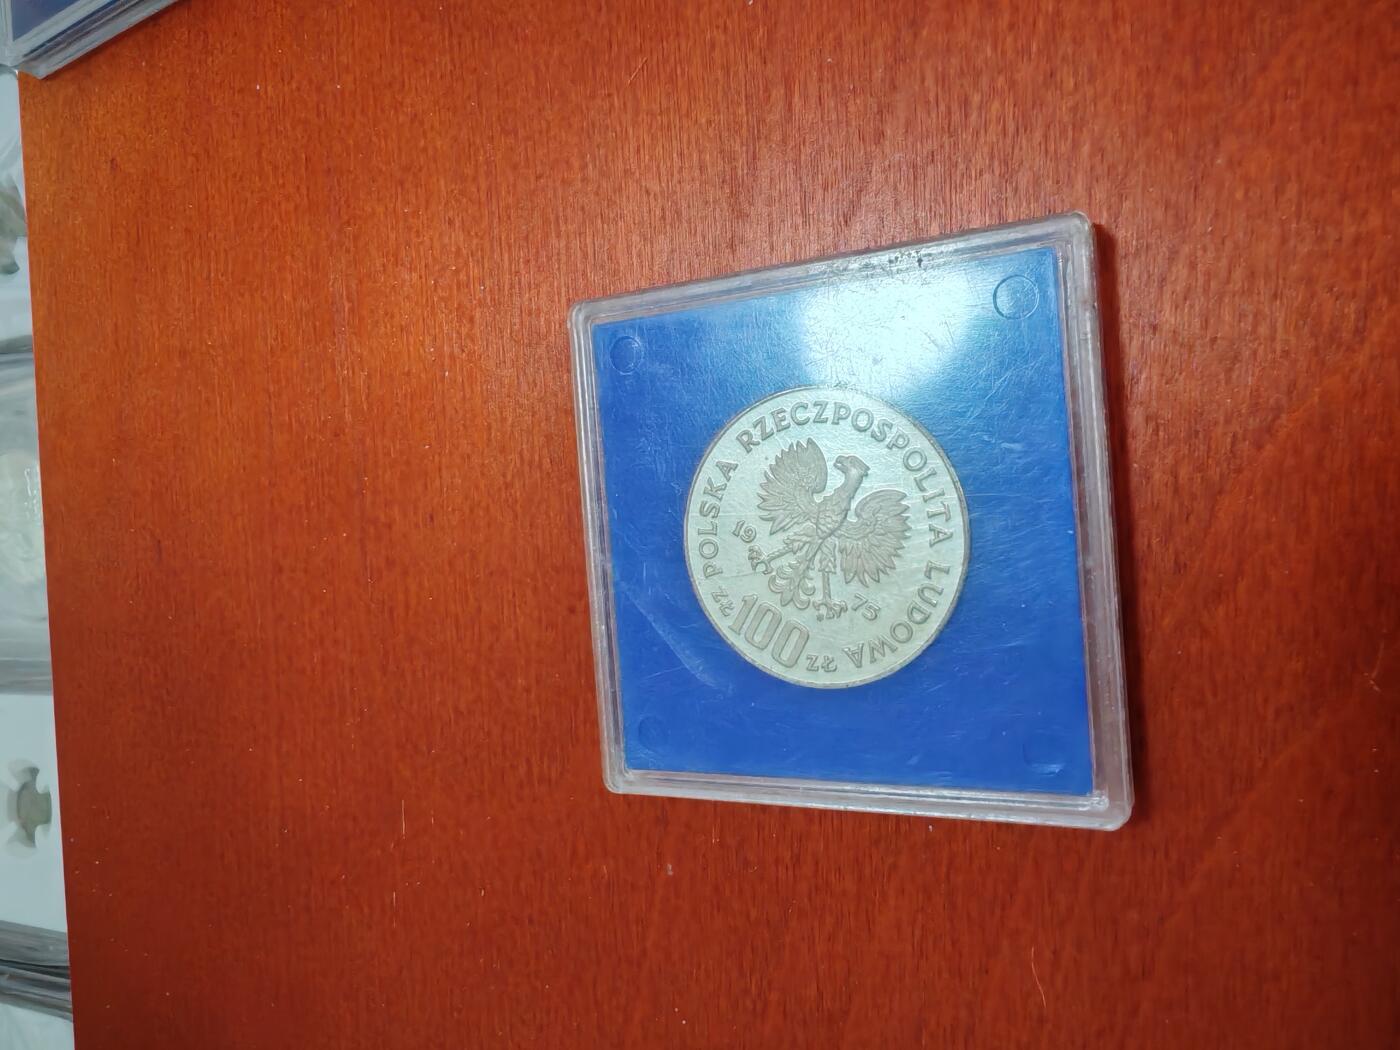 POLSKA RZECZPOSPOLITA LUDOWA
19 75
ZŁ 100 ZŁ